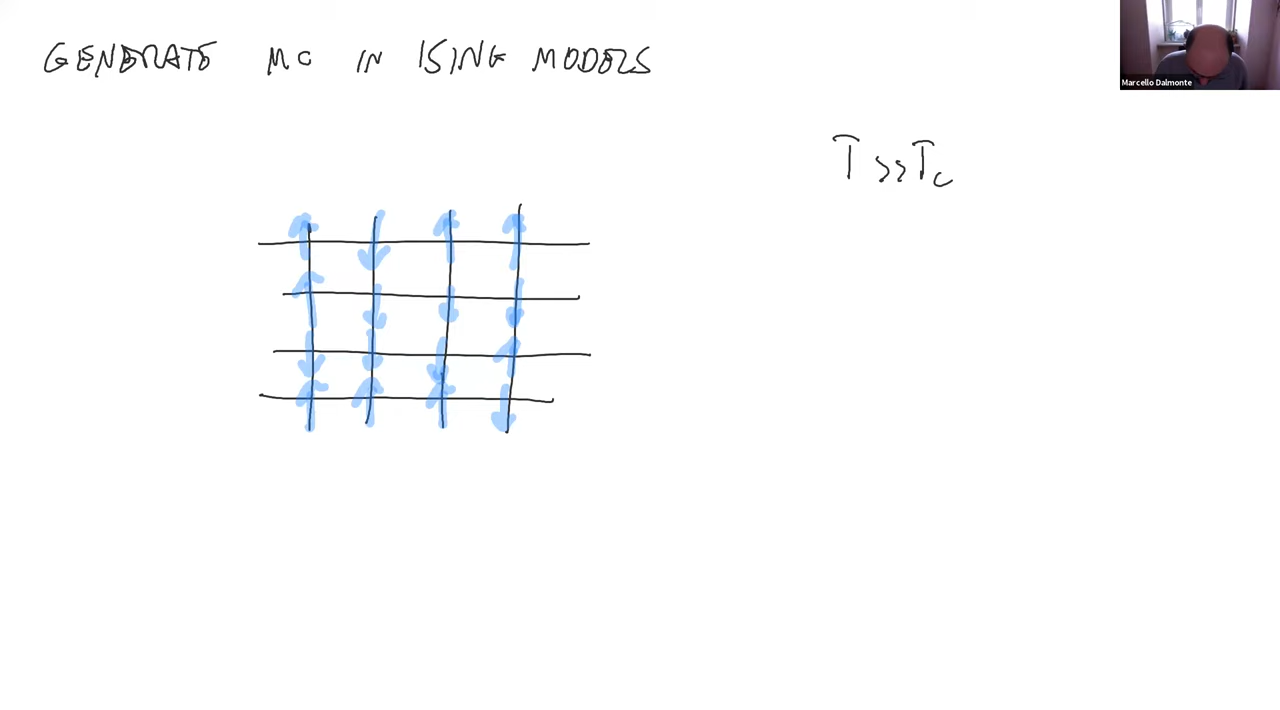 GENERATE MC IN ISING MODELS
Marcello Dalmonte
T >> Tc